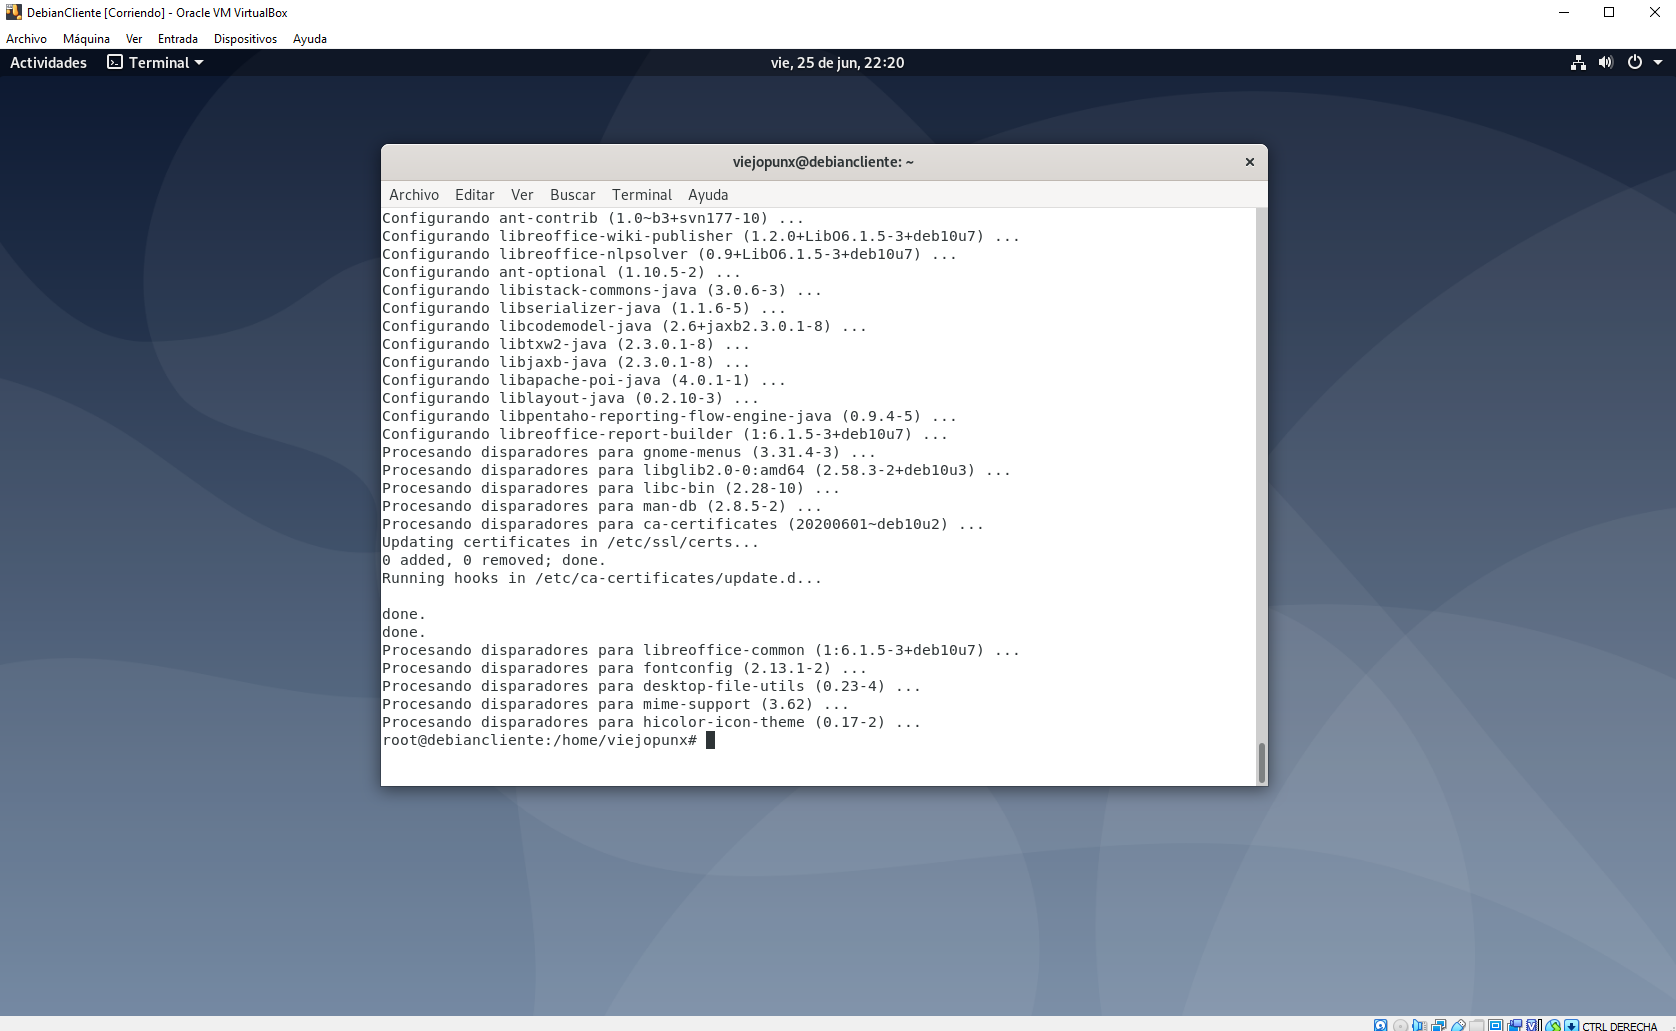 DebianCliente [Corriendo] - Oracle VM VirtualBox
Archivo Máquina Ver Entrada Dispositivos Ayuda
Actividades Terminal vie, 25 de jun, 22:20
viejopunx@debiancliente: ~
Archivo Editar Ver Buscar Terminal Ayuda
Configurando ant-contrib (1.0~b3+svn177-10) ...
Configurando libreoffice-wiki-publisher (1.2.0+LibO6.1.5-3+deb10u7) ...
Configurando libreoffice-nlpsolver (0.9+LibO6.1.5-3+deb10u7) ...
Configurando ant-optional (1.10.5-2) ...
Configurando libistack-commons-java (3.0.6-3) ...
Configurando libserializer-java (1.1.6-5) ...
Configurando libcodemodel-java (2.6+jaxb2.3.0.1-8) ...
Configurando libtxw2-java (2.3.0.1-8) ...
Configurando libjaxb-java (2.3.0.1-8) ...
Configurando libapache-poi-java (4.0.1-1) ...
Configurando liblayout-java (0.2.10-3) ...
Configurando libpentaho-reporting-flow-engine-java (0.9.4-5) ...
Configurando libreoffice-report-builder (1:6.1.5-3+deb10u7) ...
Procesando disparadores para gnome-menus (3.31.4-3) ...
Procesando disparadores para libglib2.0-0:amd64 (2.58.3-2+deb10u3) ...
Procesando disparadores para libc-bin (2.28-10) ...
Procesando disparadores para man-db (2.8.5-2) ...
Procesando disparadores para ca-certificates (20200601~deb10u2) ...
Updating certificates in /etc/ssl/certs...
0 added, 0 removed; done.
Running hooks in /etc/ca-certificates/update.d...
done.
done.
Procesando disparadores para libreoffice-common (1:6.1.5-3+deb10u7) ...
Procesando disparadores para fontconfig (2.13.1-2) ...
Procesando disparadores para desktop-file-utils (0.23-4) ...
Procesando disparadores para mime-support (3.62) ...
Procesando disparadores para hicolor-icon-theme (0.17-2) ...
root@debiancliente:/home/viejopunx#
CTRL DERECHA